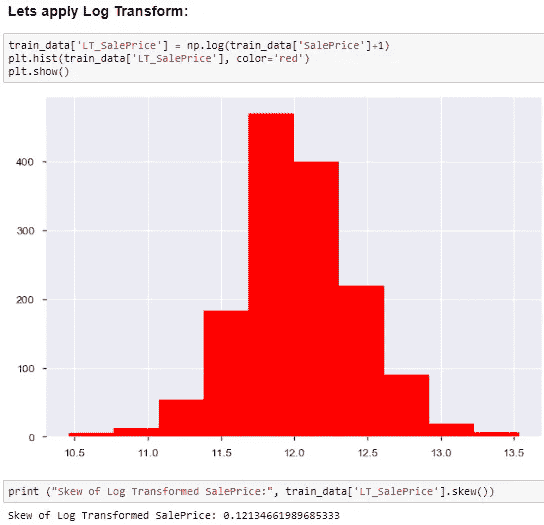 Lets apply Log Transform:
train_data['LT_SalePrice'] = np.log(train_data['SalePrice']+1)
plt.hist(train_data['LT_SalePrice'], color='red')
plt.show()
400
300
200
100
0
10.5 11.0 11.5 12.0 12.5 13.0 13.5
print ("Skew of Log Transformed SalePrice:", train_data['LT_SalePrice'].skew())
Skew of Log Transformed SalePrice: 0.12134661989685333